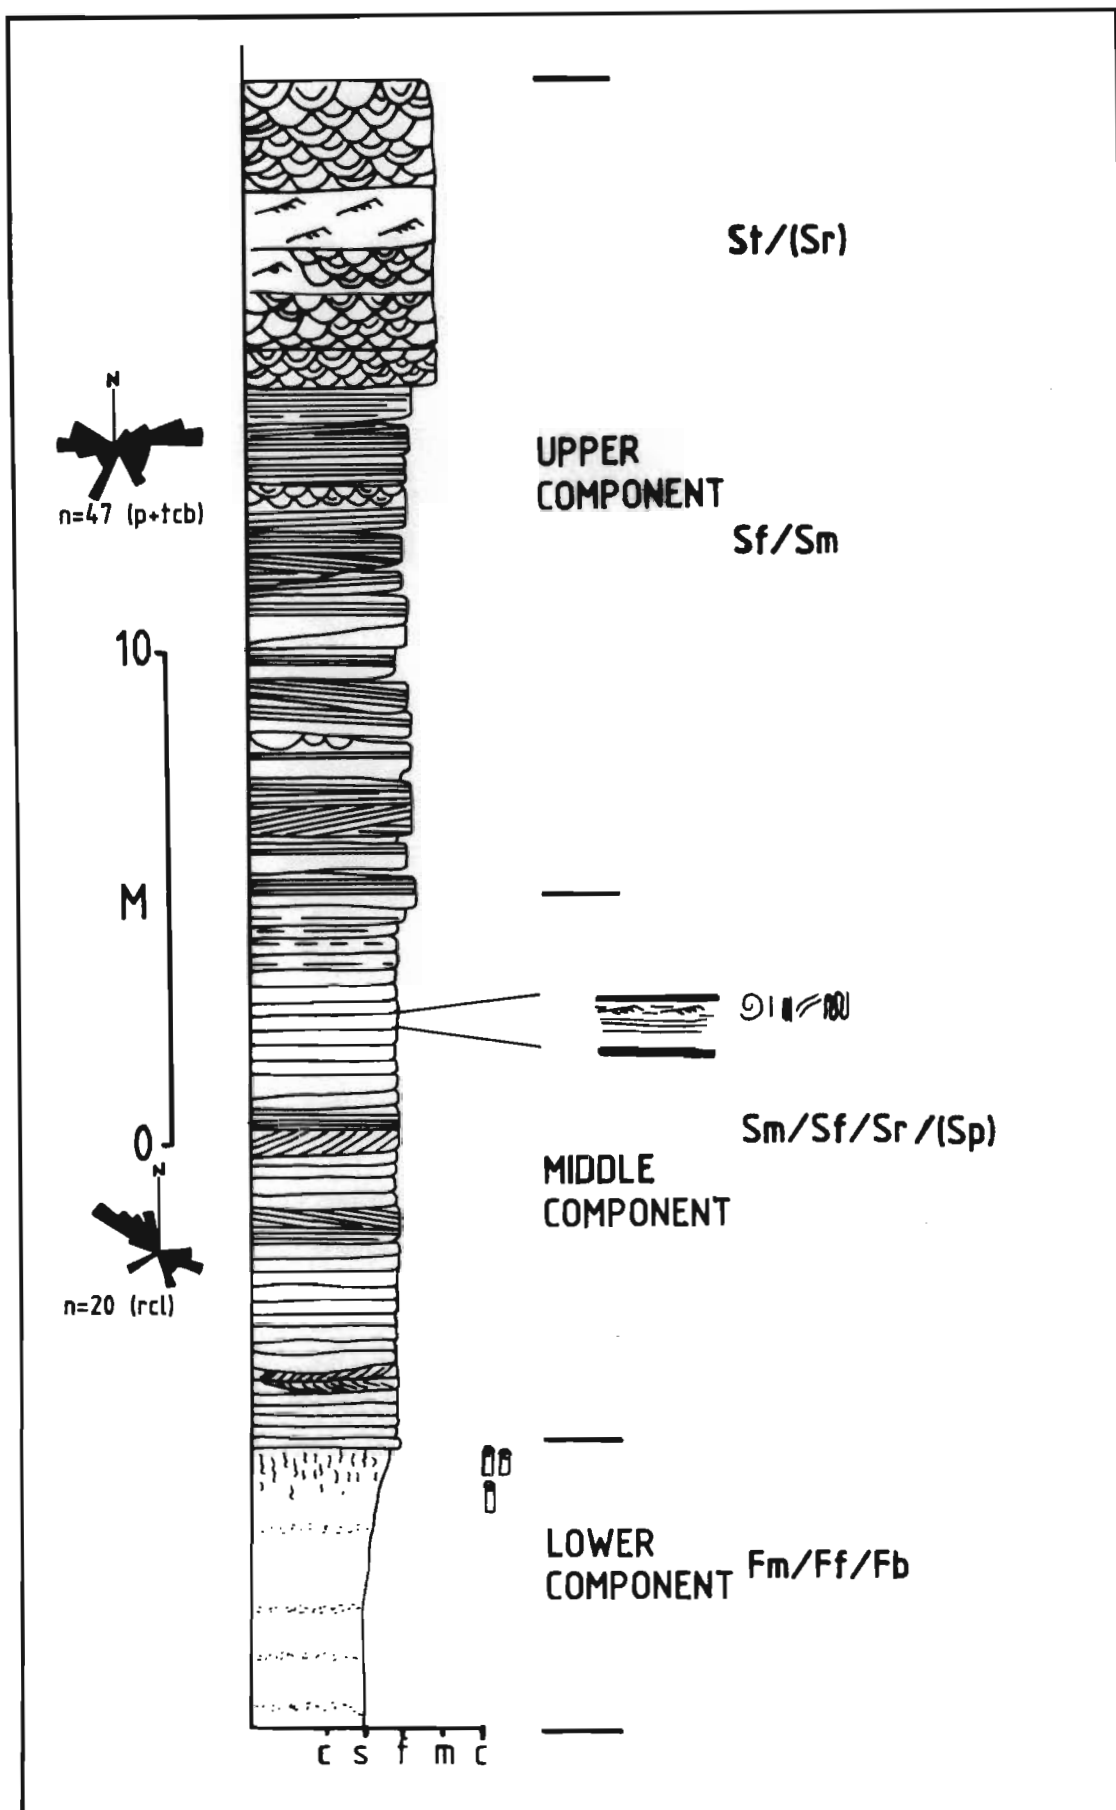 St/(Sr)
N
UPPER
COMPONENT
n=47 (p+tcb)
Sf/Sm
10
M
Sm/Sf/Sr/(Sp)
0
N
MIDDLE
COMPONENT
n=20 (rcl)
LOWER
COMPONENT
Fm/Ff/Fb
c s f m c